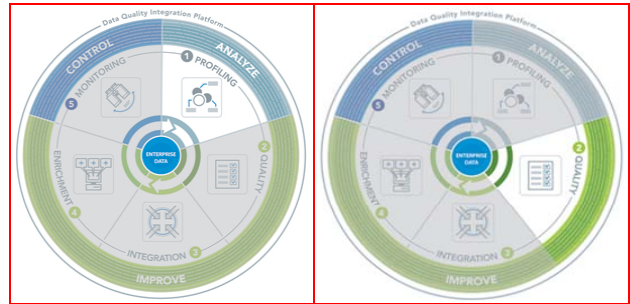 Data Quality Integration Platform
CONTROL
ANALYZE
5 MONITORING
1 PROFILING
ENTERPRISE
DATA
2 QUALITY
ENRICHMENT 4
INTEGRATION 3
IMPROVE
Data Quality Integration Platform
CONTROL
ANALYZE
5 MONITORING
1 PROFILING
ENTERPRISE
DATA
2 QUALITY
ENRICHMENT 4
INTEGRATION 3
IMPROVE